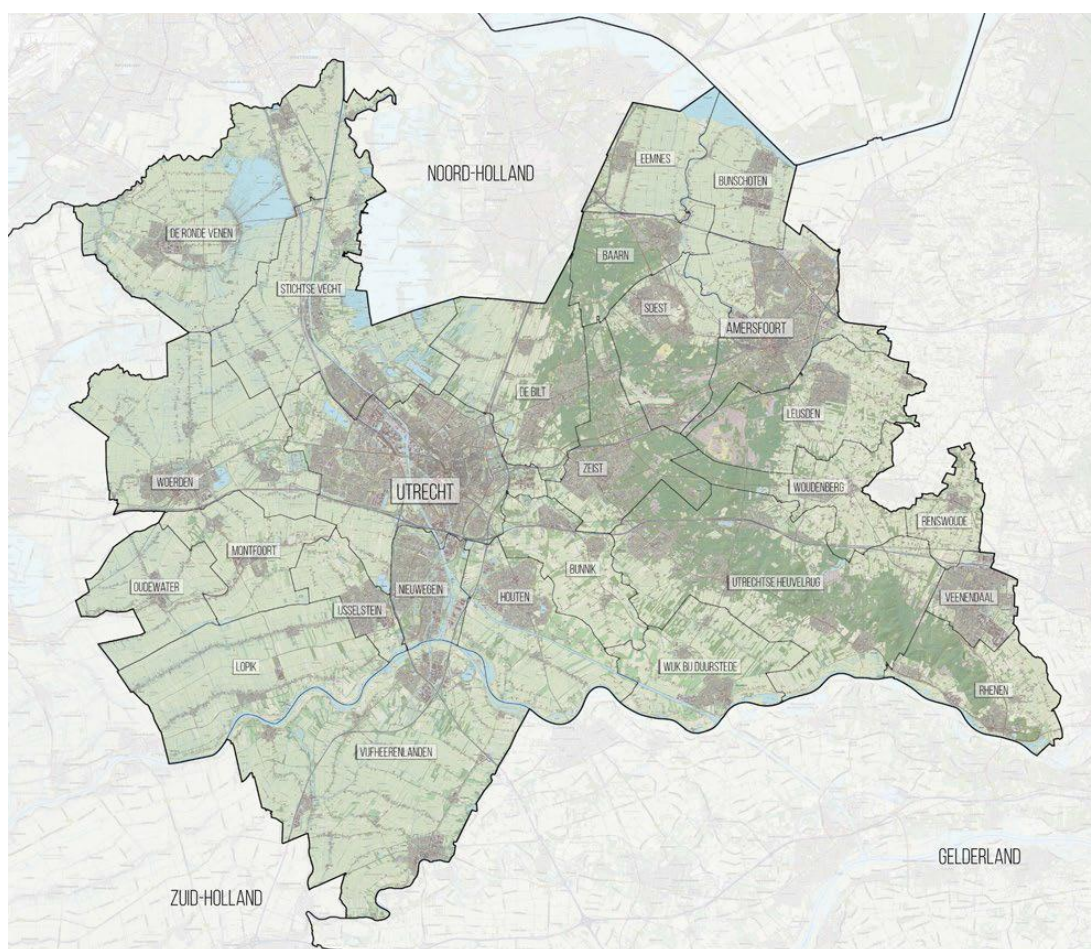 EEMNES
NOORD-HOLLAND
BUNSCHOTEN
DE RONDE VENEN
BAARN
STICHTSE VECHT
SOEST
AMERSFOORT
DE BILT
LEUSDEN
ZEIST
WOERDEN
UTRECHT
WOUDENBERG
RENSWOUDE
MONTFOORT
BUNNIK
UTRECHTSE HEUVELRUG
OUDEWATER
NIEUWEGEIN
HOUTEN
VEENENDAAL
IJSSELSTEIN
LOPIK
WIJK BIJ DUURSTEDE
RHENEN
VIJFHEERENLANDEN
GELDERLAND
ZUID-HOLLAND